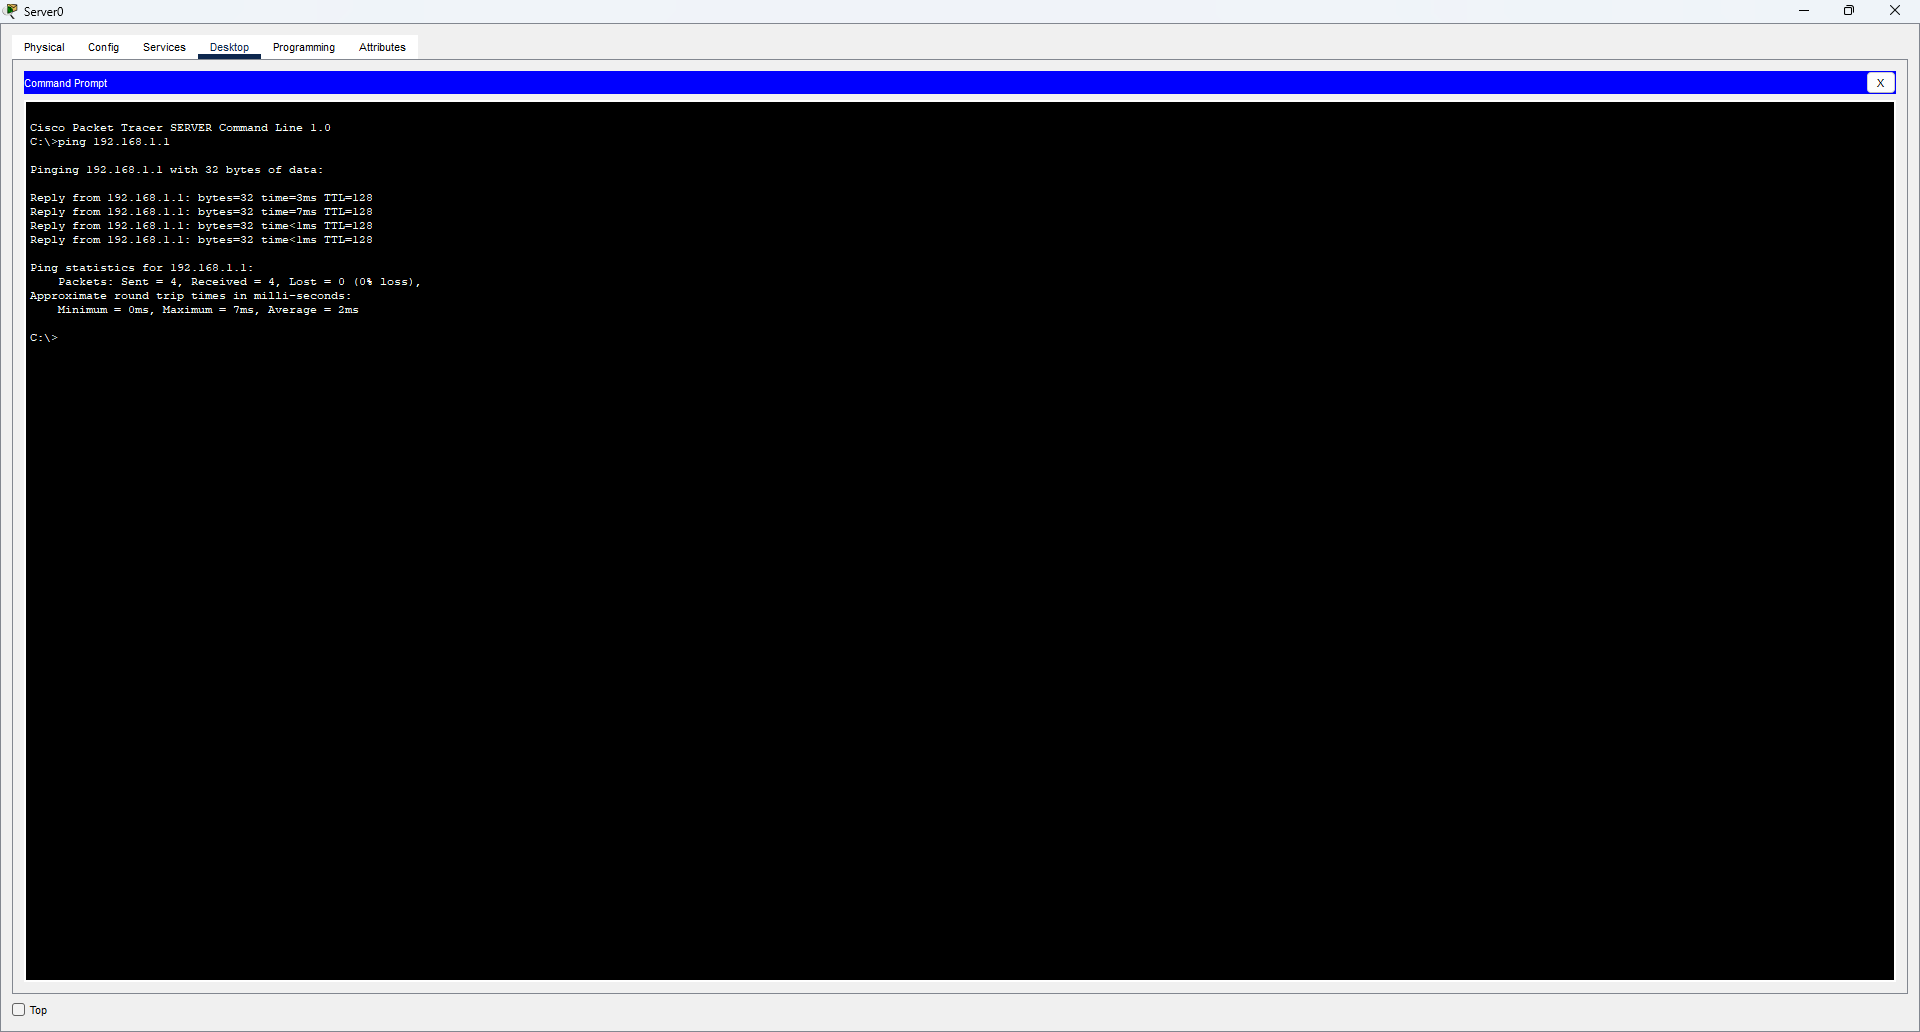 Server0
Physical Config Services Desktop Programming Attributes
Command Prompt X
Cisco Packet Tracer SERVER Command Line 1.0
C:\>ping 192.168.1.1
Pinging 192.168.1.1 with 32 bytes of data:
Reply from 192.168.1.1: bytes=32 time=3ms TTL=128
Reply from 192.168.1.1: bytes=32 time=7ms TTL=128
Reply from 192.168.1.1: bytes=32 time<1ms TTL=128
Reply from 192.168.1.1: bytes=32 time<1ms TTL=128
Ping statistics for 192.168.1.1:
Packets: Sent = 4, Received = 4, Lost = 0 (0% loss),
Approximate round trip times in milli-seconds:
Minimum = 0ms, Maximum = 7ms, Average = 2ms
C:\>
Top